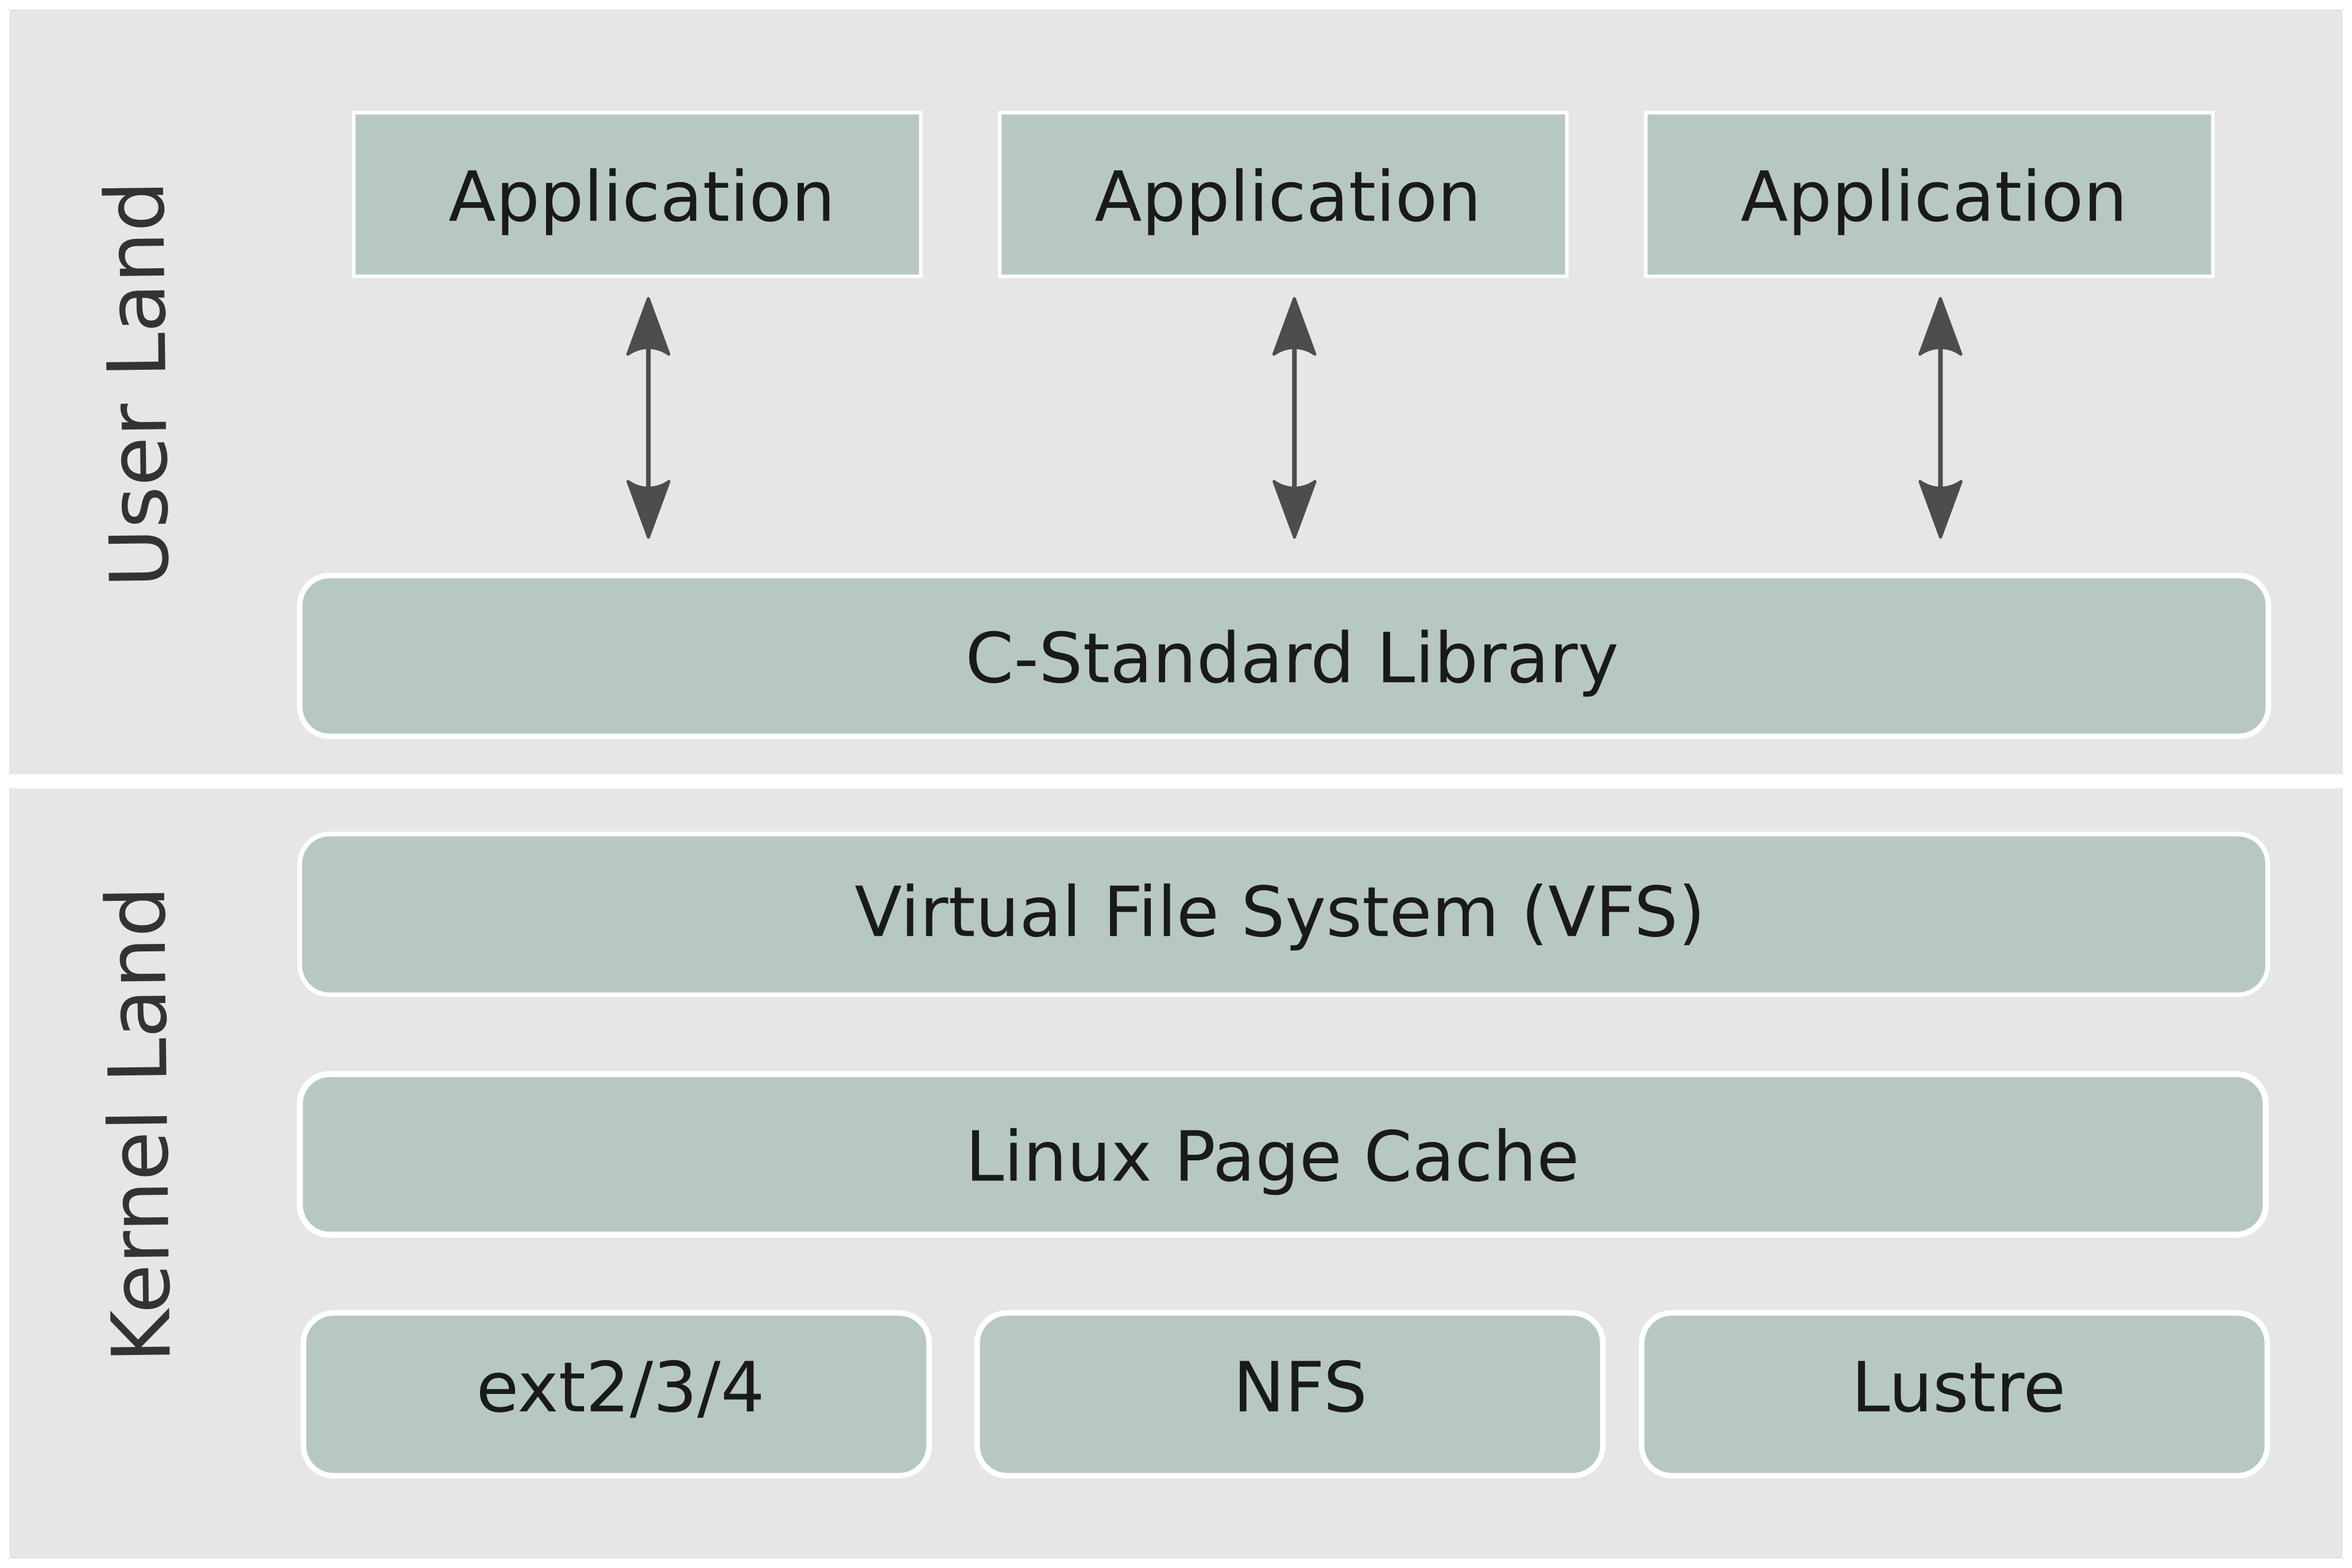 User Land
Application
Application
Application
C-Standard Library
Kernel Land
Virtual File System (VFS)
Linux Page Cache
ext2/3/4
NFS
Lustre